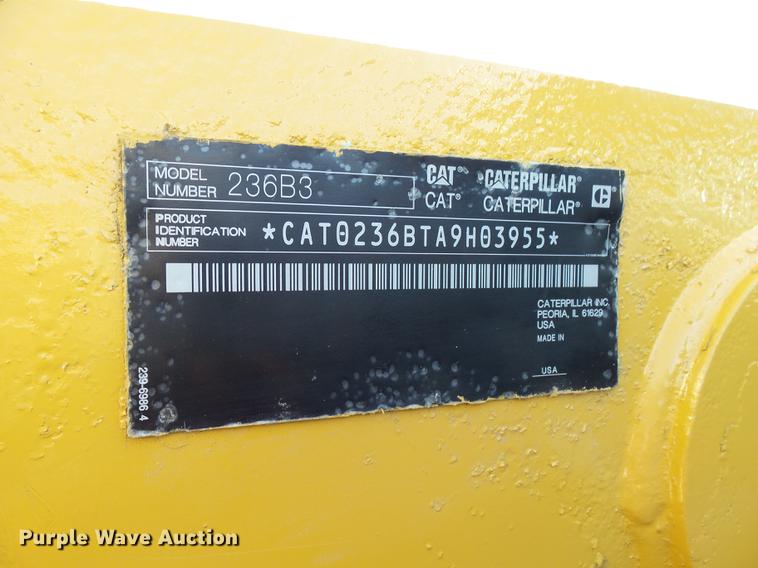 MODEL NUMBER 236B3
CAT® CATERPILLAR®
CAT® CATERPILLAR®
PRODUCT IDENTIFICATION NUMBER *CAT0236BTA9H03955*
CATERPILLAR INC.
PEORIA, IL 61629
USA
MADE IN
USA
239-6986 4
Purple Wave Auction